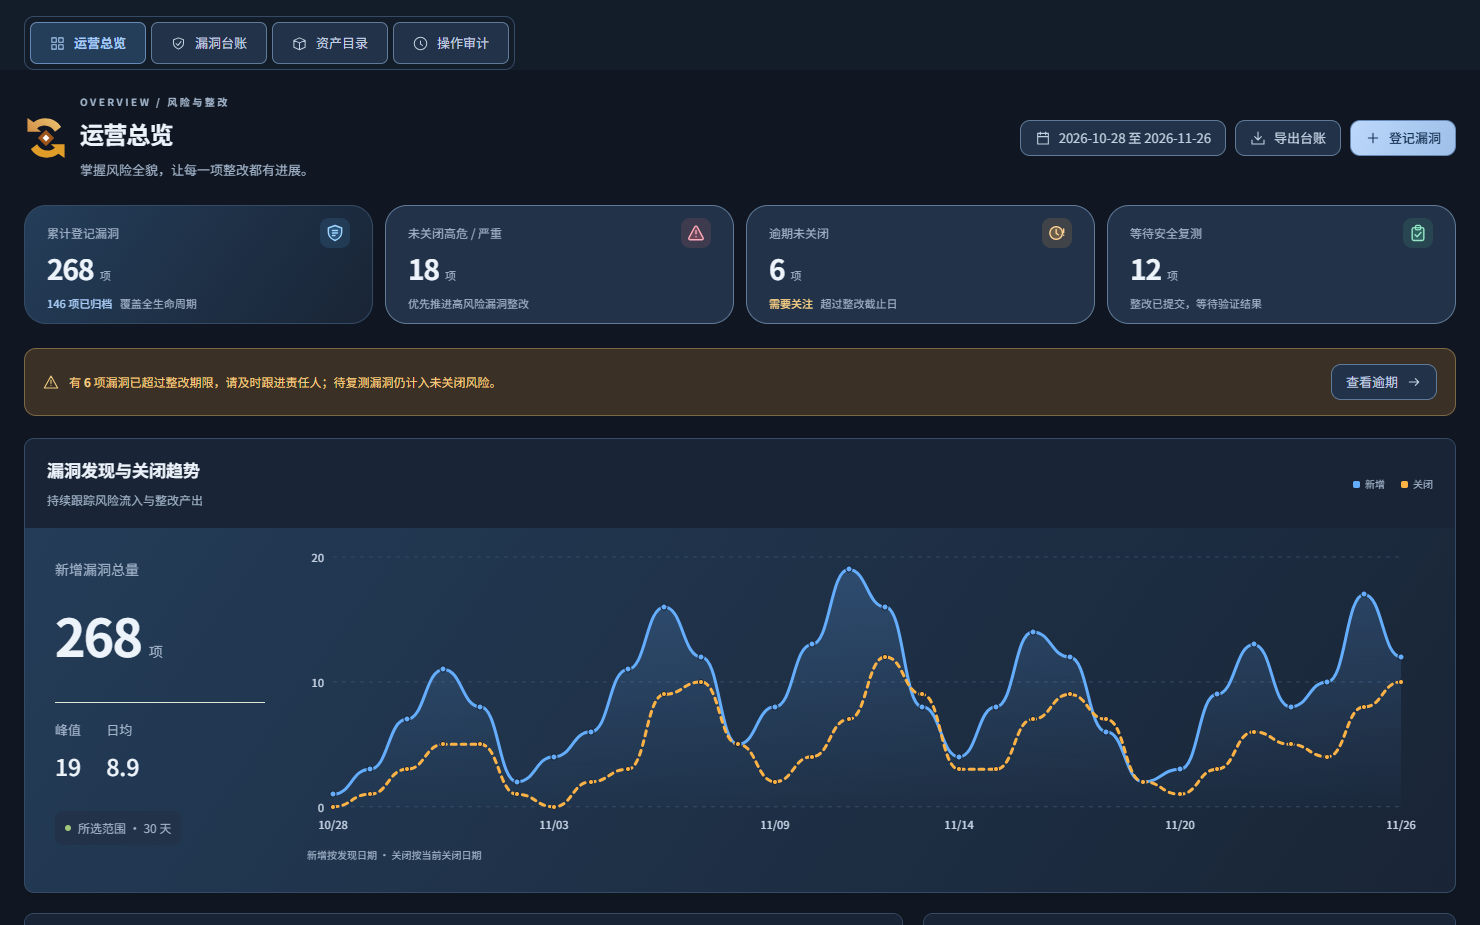 运营总览
漏洞台账
资产目录
操作审计
OVERVIEW / 风险与整改
运营总览
掌握风险全貌，让每一项整改都有进展。
2026-10-28 至 2026-11-26
导出台账
登记漏洞
累计登记漏洞
268 项
146 项已归档 覆盖全生命周期
未关闭高危 / 严重
18 项
优先推进高风险漏洞整改
逾期未关闭
6 项
需要关注 超过整改截止日
等待安全复测
12 项
整改已提交，等待验证结果
有 6 项漏洞已超过整改期限，请及时跟进责任人；待复测漏洞仍计入未关闭风险。
查看逾期
漏洞发现与关闭趋势
持续跟踪风险流入与整改产出
新增
关闭
新增漏洞总量
268 项
峰值 日均
19 8.9
所选范围 · 30 天
20
10
0
10/28 11/03 11/09 11/14 11/20 11/26
新增按发现日期 · 关闭按当前关闭日期